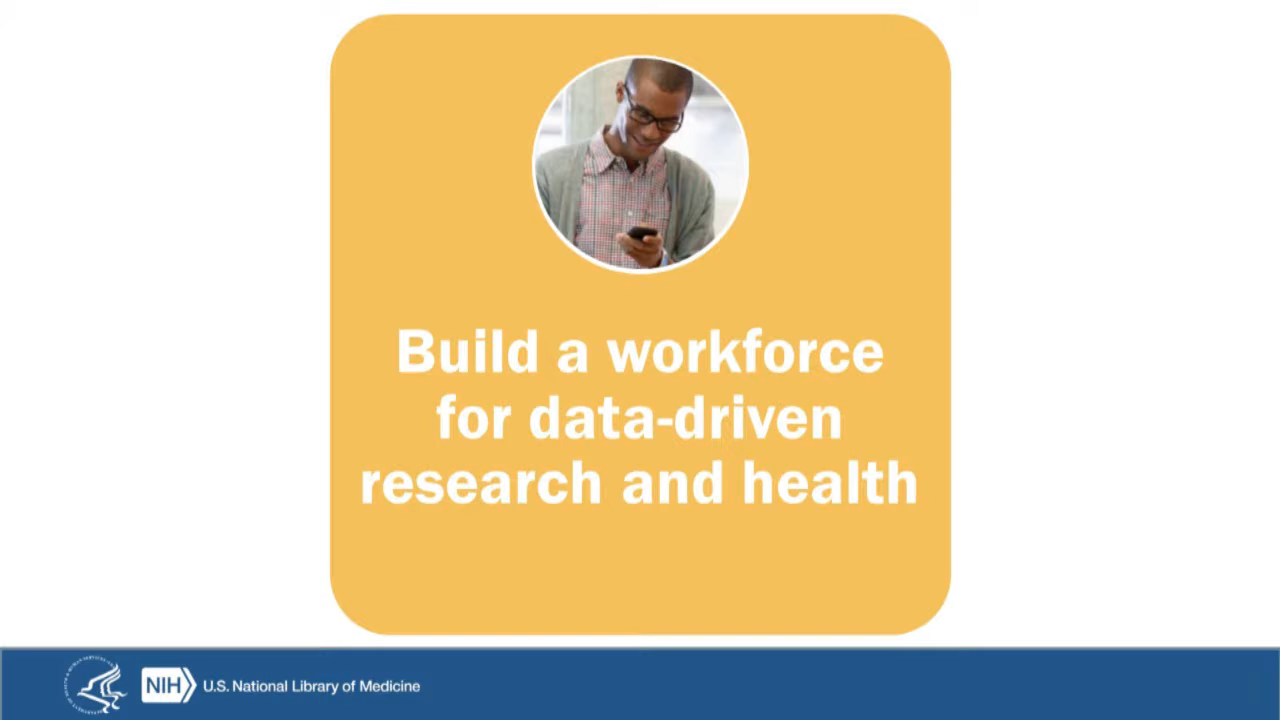 Build a workforce
for data-driven
research and health
NIH
U.S. National Library of Medicine